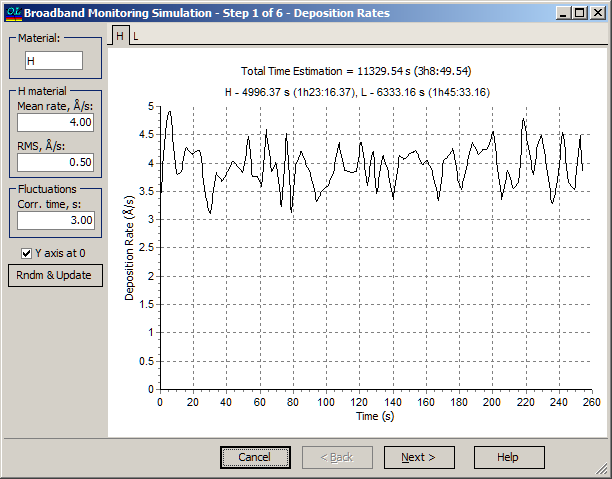 OL Broadband Monitoring Simulation - Step 1 of 6 - Deposition Rates
Material:
H
H material
Mean rate, Å/s:
4.00
RMS, Å/s:
0.50
Fluctuations
Corr. time, s:
3.00
Y axis at 0
Rndm & Update
H L
Total Time Estimation = 11329.54 s (3h8:49.54)
H - 4996.37 s (1h23:16.37), L - 6333.16 s (1h45:33.16)
Deposition Rate (Å/s)
5
4.5
4
3.5
3
2.5
2
1.5
1
0.5
0
0 20 40 60 80 100 120 140 160 180 200 220 240 260
Time (s)
Cancel < Back Next > Help